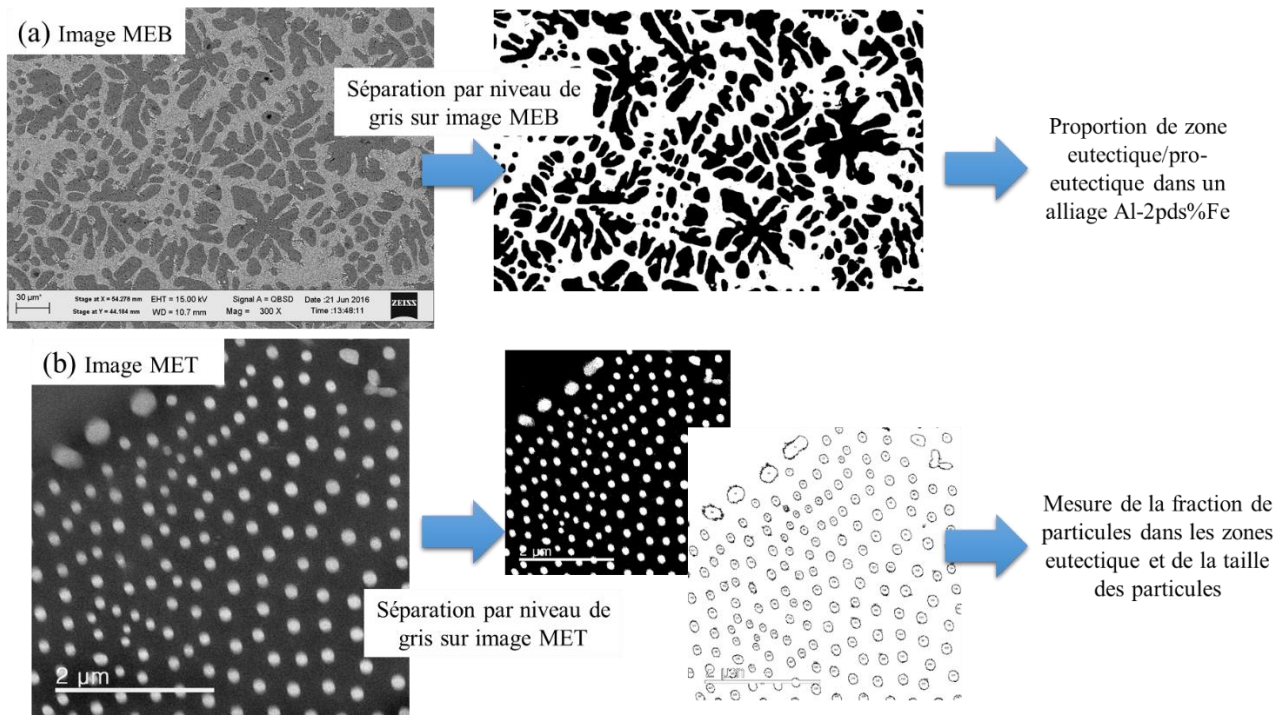 (a) Image MEB
Séparation par niveau de
gris sur image MEB
Proportion de zone
eutectique/pro-
eutectique dans un
alliage Al-2pds%Fe
30 µm*
Stage at X = 54.278 mm EHT = 15.00 kV Signal A = QBSD Date :21 Jun 2016
Stage at Y = 44.104 mm WD = 10.7 mm Mag = 300 X Time :13:48:11
ZEISS
(b) Image MET
Séparation par niveau de
gris sur image MET
2 µm
2 µm
Mesure de la fraction de
particules dans les zones
eutectique et de la taille
des particules